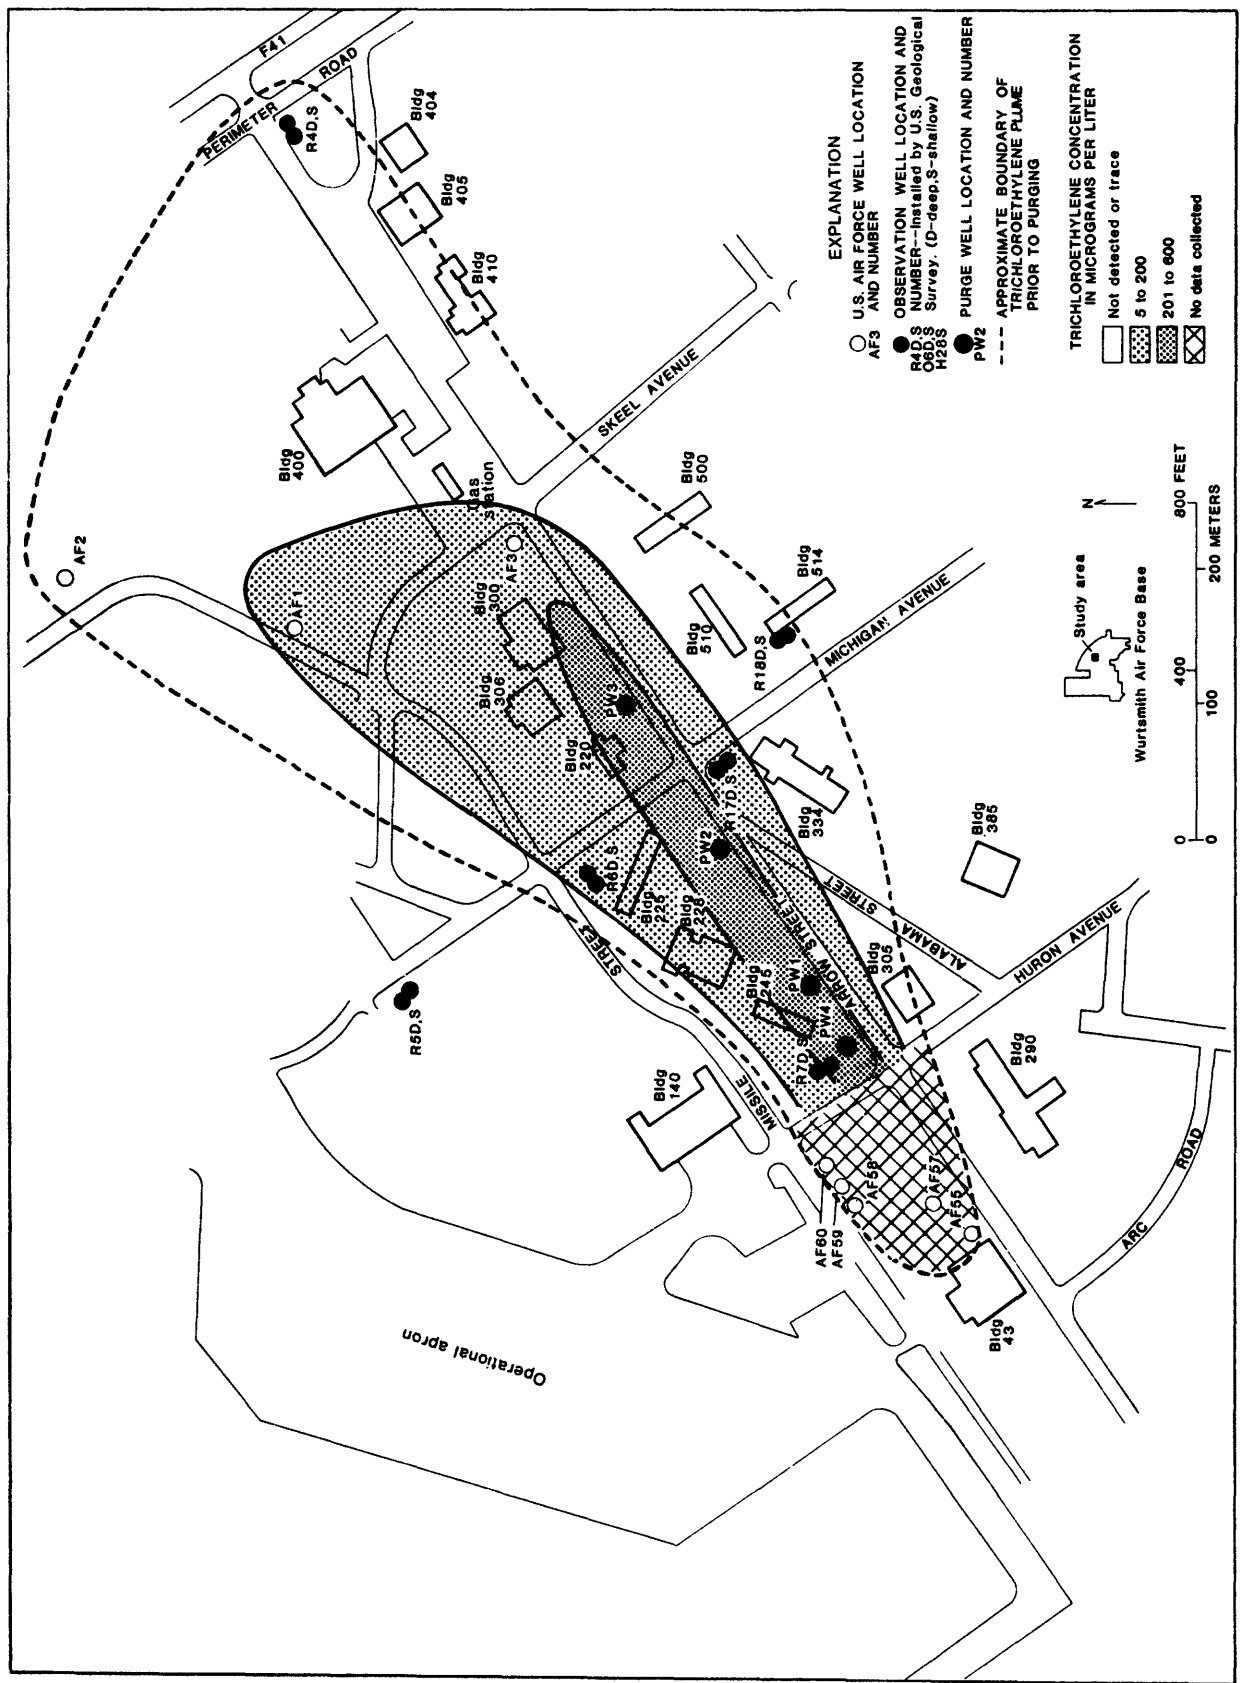 F41
PERIMETER ROAD
R4D,S
Bldg
404
Bldg
405
Bldg
410
Bldg
400
Gas
station
SKEEL AVENUE
AF2
AF1
AF3
Bldg
300
Bldg
306
Bldg
220
PW3
Bldg
500
Bldg
510
Bldg
514
R18D,S
MICHIGAN AVENUE
R17D,S
PW2
R6D,S
Bldg
225
Bldg
228
Bldg
334
Bldg
385
R5D,S
MISSILE STREET
Bldg
245
PW1
PW4
R7D,S
ARROW STREET
ALABAMA STREET
Bldg
305
HURON AVENUE
Bldg
290
Bldg
140
AF60
AF59
AF58
AF57
AF55
Bldg
43
ARC ROAD
Operational apron
EXPLANATION
AF3
U.S. AIR FORCE WELL LOCATION
AND NUMBER
R4D,S
O6D,S
H28S
OBSERVATION WELL LOCATION AND
NUMBER--Installed by U.S. Geological
Survey. (D-deep,S-shallow)
PW2
PURGE WELL LOCATION AND NUMBER
APPROXIMATE BOUNDARY OF
TRICHLOROETHYLENE PLUME
PRIOR TO PURGING
TRICHLOROETHYLENE CONCENTRATION
IN MICROGRAMS PER LITER
Not detected or trace
5 to 200
201 to 600
No data collected
Study area
Wurtsmith Air Force Base
N
0 400 800 FEET
0 100 200 METERS